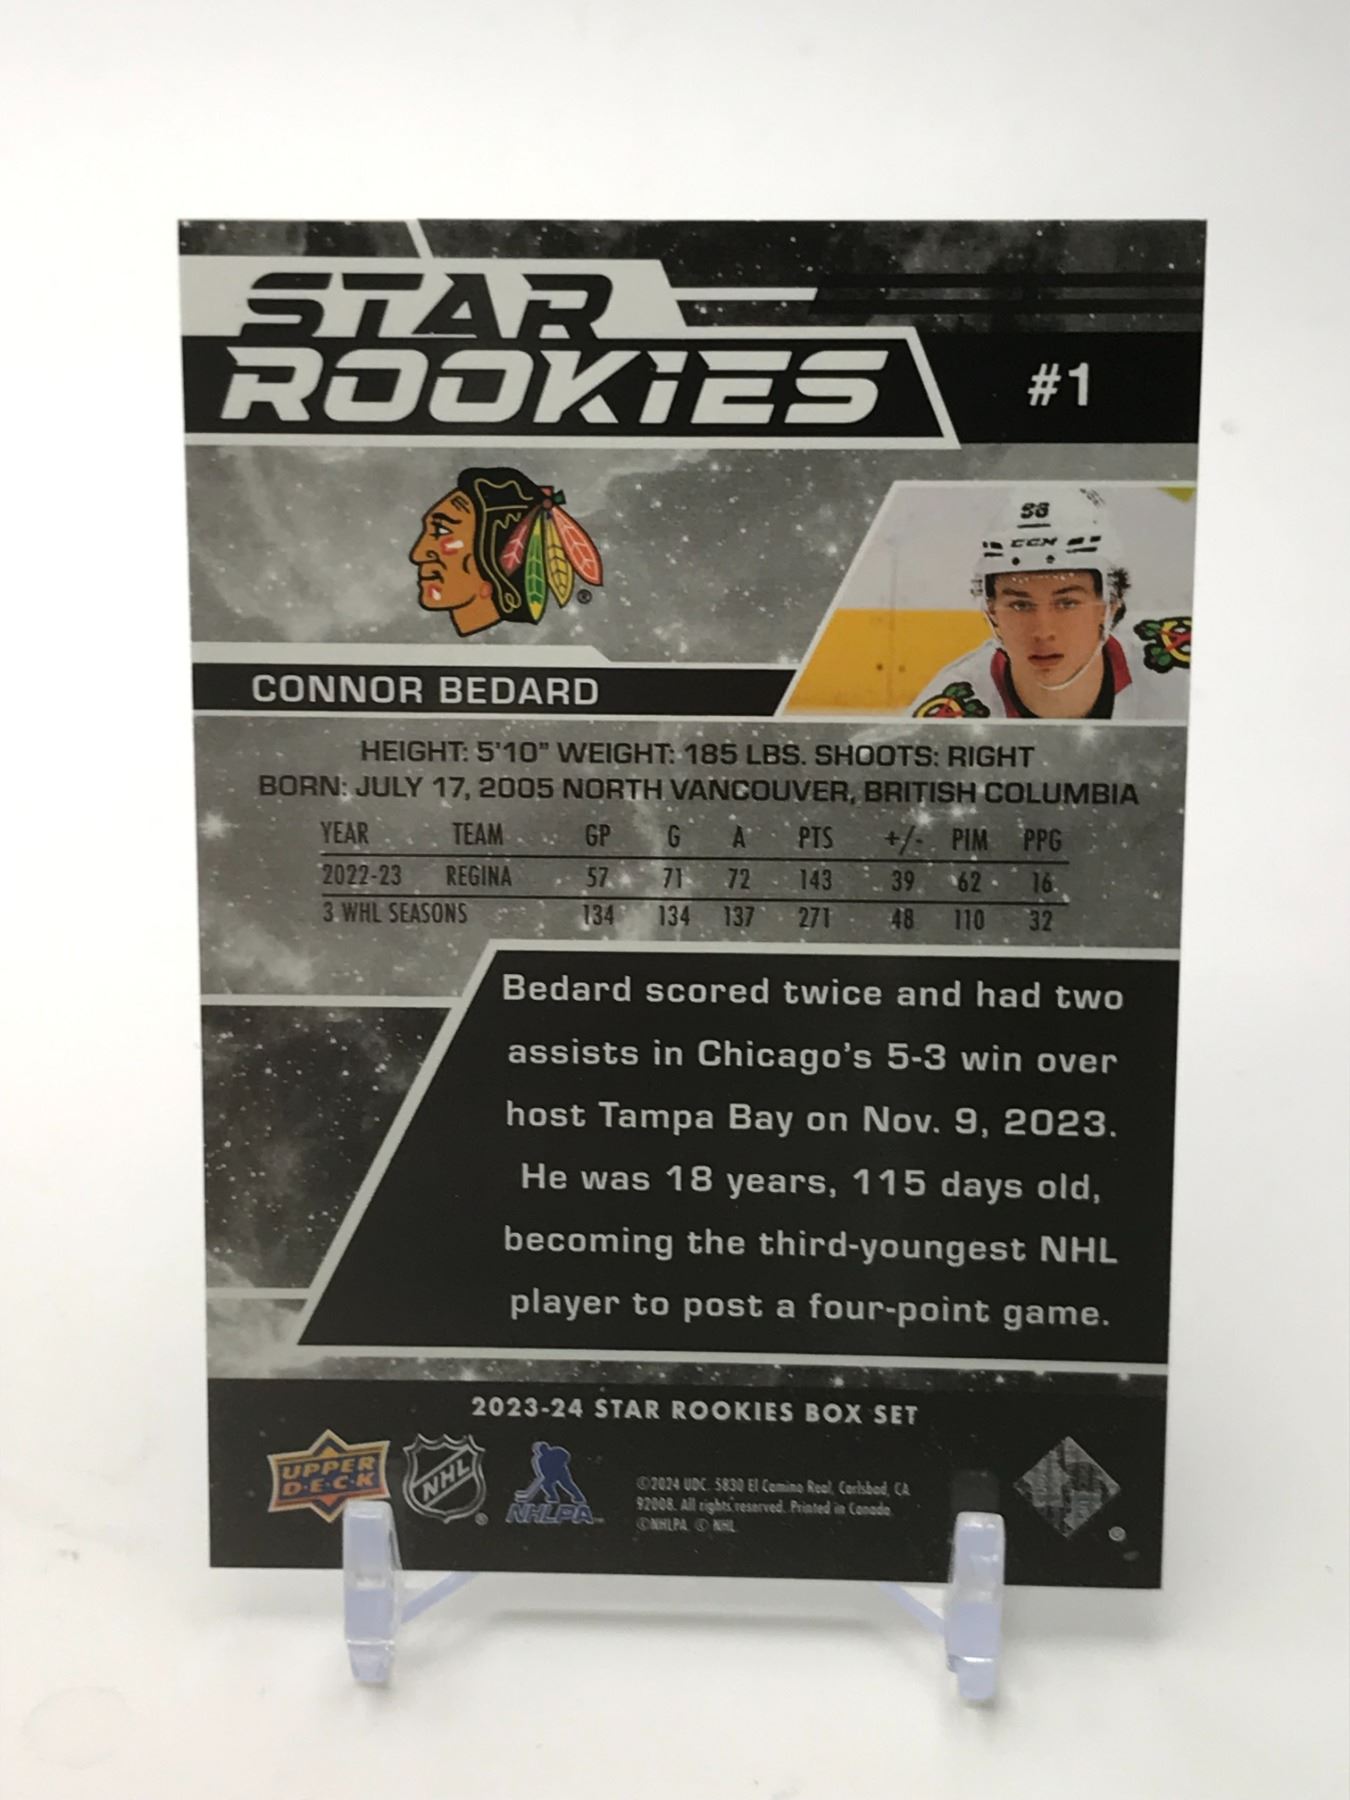 STAR
ROOKIES
#1
98
CCM
®
CONNOR BEDARD
HEIGHT: 5'10" WEIGHT: 185 LBS. SHOOTS: RIGHT
BORN: JULY 17, 2005 NORTH VANCOUVER, BRITISH COLUMBIA
YEAR TEAM GP G A PTS +/- PIM PPG
2022-23 REGINA 57 71 72 143 39 62 16
3 WHL SEASONS 134 134 137 271 48 110 32
Bedard scored twice and had two
assists in Chicago's 5-3 win over
host Tampa Bay on Nov. 9, 2023.
He was 18 years, 115 days old,
becoming the third-youngest NHL
player to post a four-point game.
2023-24 STAR ROOKIES BOX SET
UPPER
D·E·C·K
NHL
®
NHLPA
©2024 UDC. 5830 El Camino Real, Carlsbad, CA
92008. All rights reserved. Printed in Canada.
©NHLPA. © NHL.
®